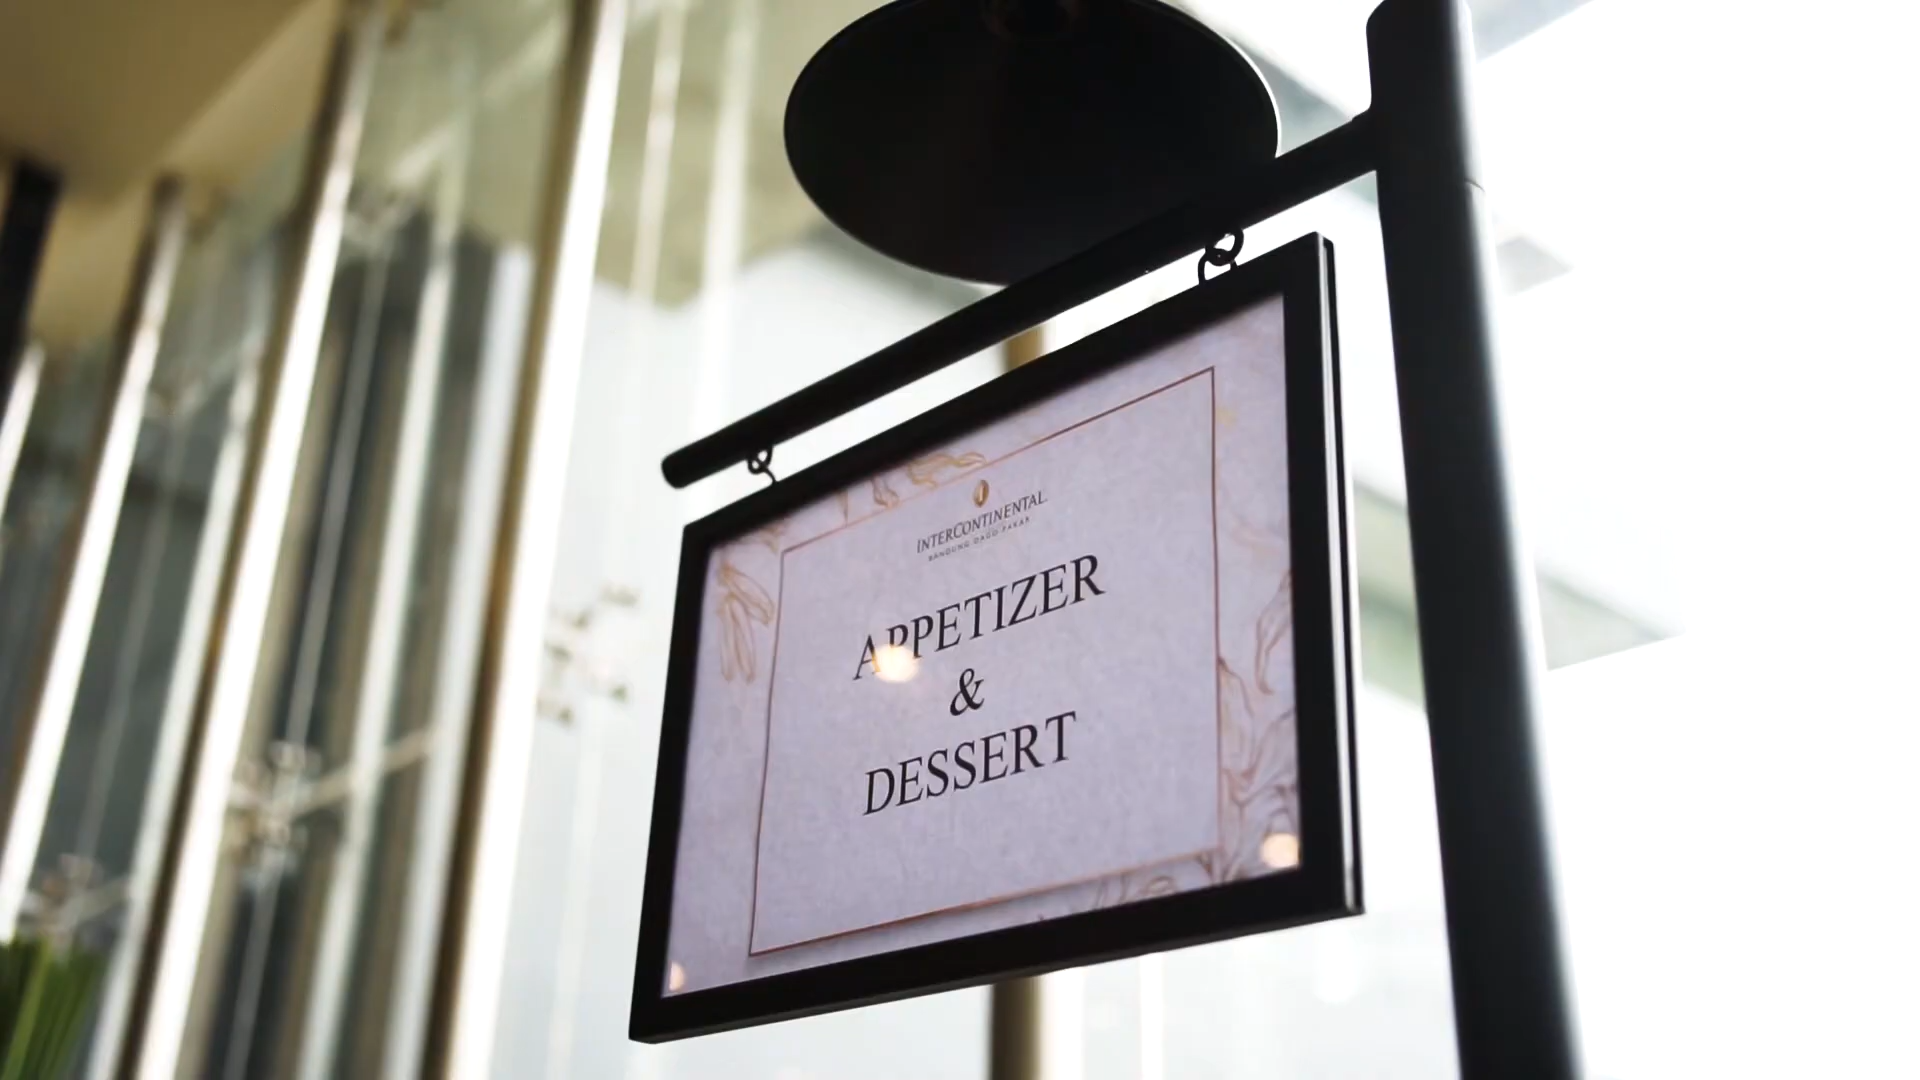 INTERCONTINENTAL
BANDUNG DAGO PAKAR
APPETIZER
&
DESSERT